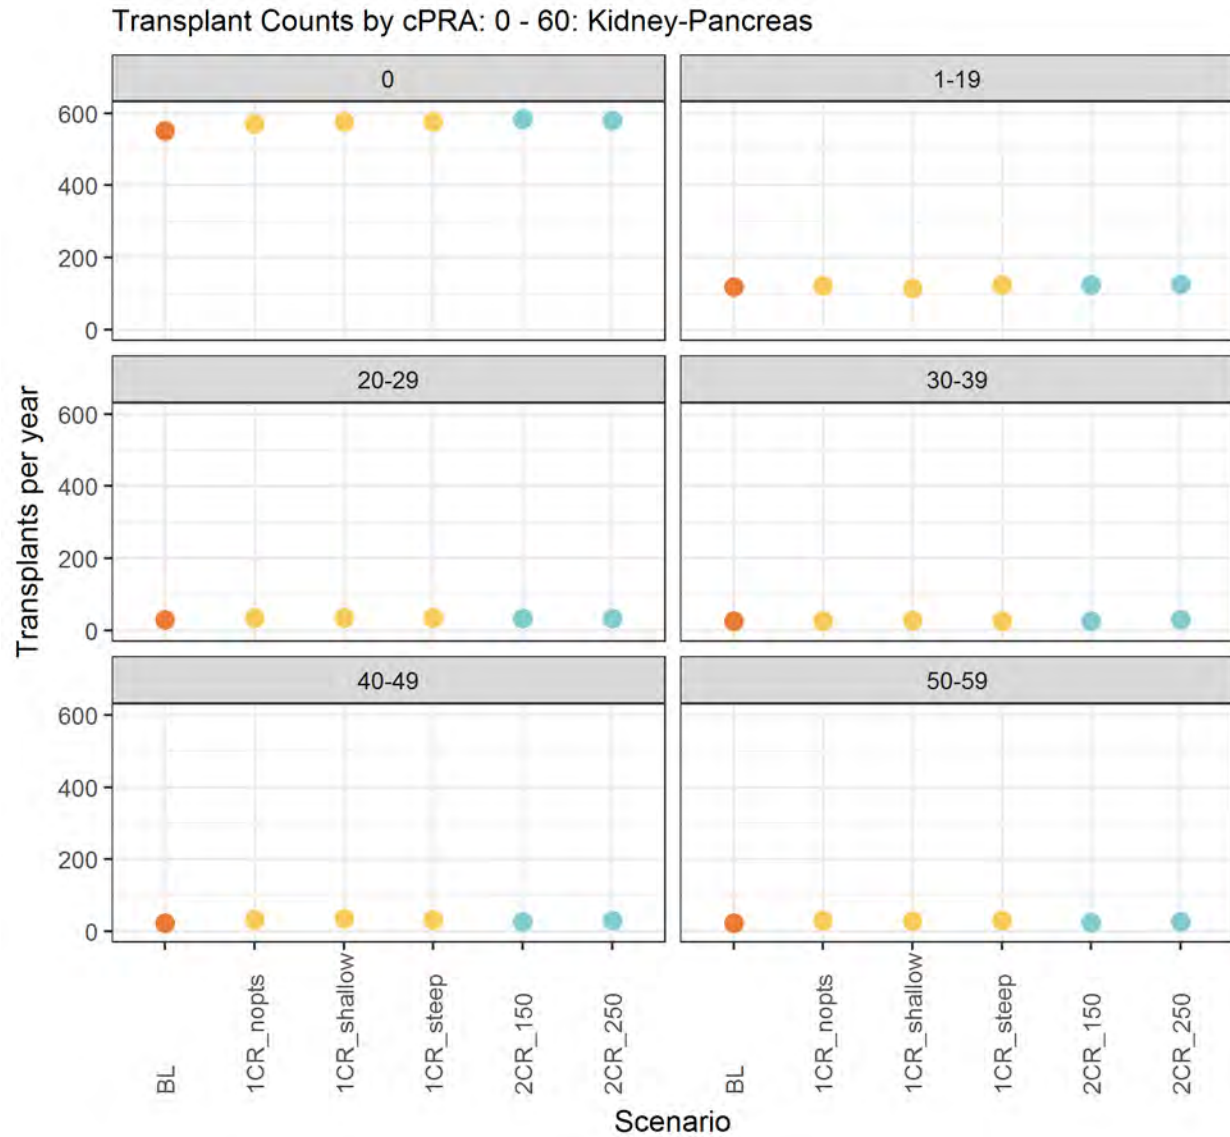 Transplant Counts by cPRA: 0 - 60: Kidney-Pancreas
0
1-19
600
400
200
0
20-29
30-39
600
400
200
0
40-49
50-59
600
400
200
0
Transplants per year
BL
1CR_nopts
1CR_shallow
1CR_steep
2CR_150
2CR_250
BL
1CR_nopts
1CR_shallow
1CR_steep
2CR_150
2CR_250
Scenario